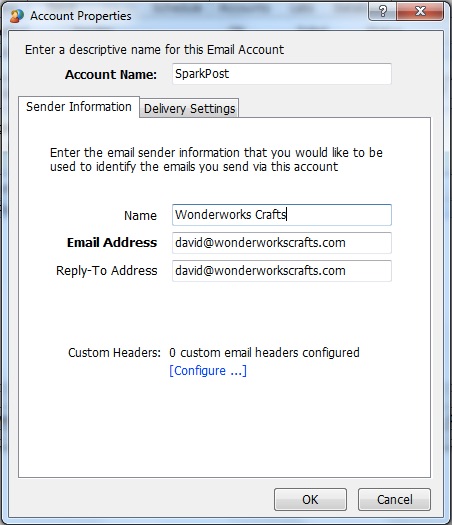 Account Properties
Enter a descriptive name for this Email Account
Account Name: SparkPost
Sender Information Delivery Settings
Enter the email sender information that you would like to be
used to identify the emails you send via this account
Name Wonderworks Crafts
Email Address david@wonderworkscrafts.com
Reply-To Address david@wonderworkscrafts.com
Custom Headers: 0 custom email headers configured
[Configure ...]
OK Cancel